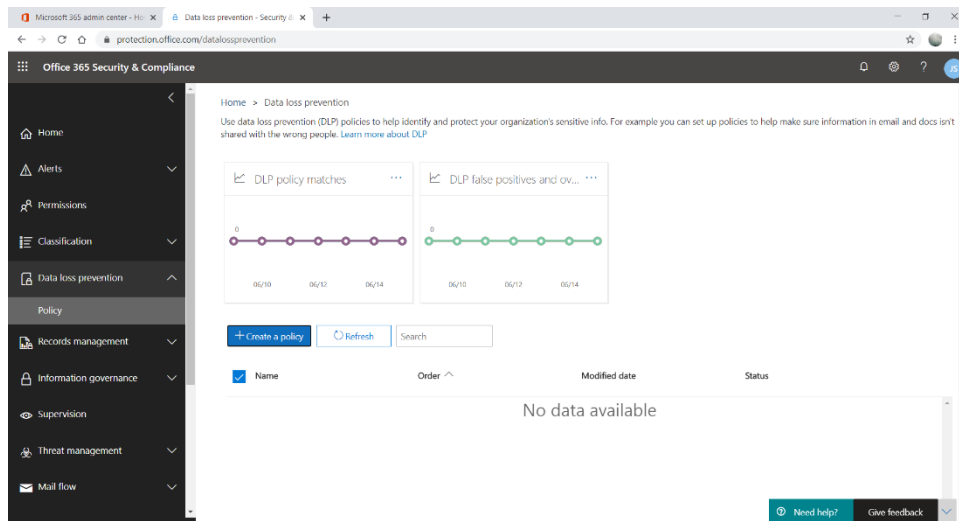 Microsoft 365 admin center - Ho
Data loss prevention - Security &
protection.office.com/datalossprevention
Office 365 Security & Compliance
?
JS
Home > Data loss prevention
Use data loss prevention (DLP) policies to help identify and protect your organization's sensitive info. For example you can set up policies to help make sure information in email and docs isn't
shared with the wrong people. Learn more about DLP
Home
Alerts
Permissions
Classification
Data loss prevention
Policy
Records management
Information governance
Supervision
Threat management
Mail flow
DLP policy matches ...
0
06/10 06/12 06/14
DLP false positives and ov... ...
0
06/10 06/12 06/14
+ Create a policy
Refresh
Search
Name Order Modified date Status
No data available
Need help?
Give feedback